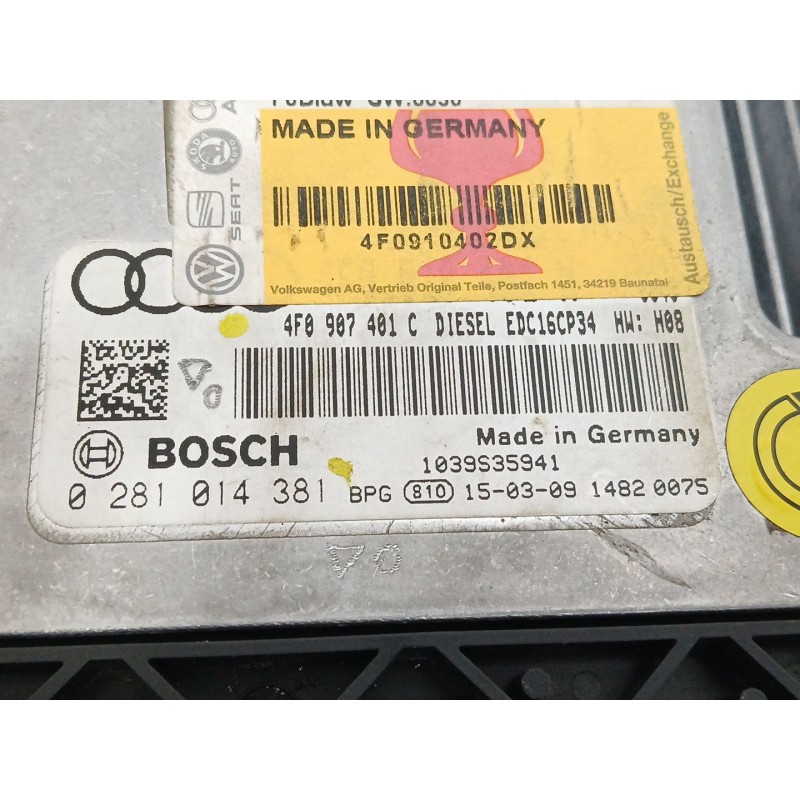 MADE IN GERMANY
4F0910402DX
Volkswagen AG, Vertrieb Original Teile, Postfach 1451, 34219 Baunatal
Austausch/Exchange
SKODA
AUTO
SEAT
4F0 907 401 C DIESEL EDC16CP34 HW: H08
BOSCH
Made in Germany
1039S35941
0 281 014 381 BPG 810 15-03-09 1482 0075